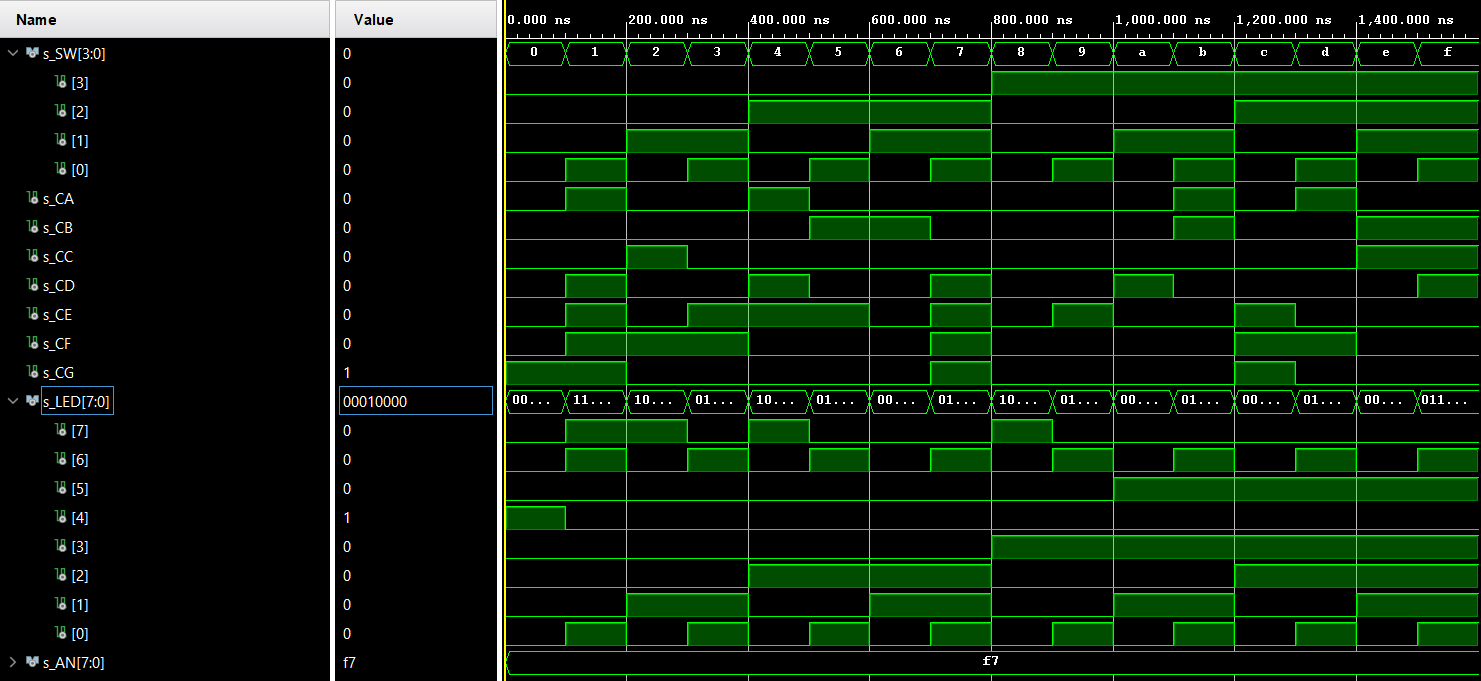 Name Value 0.000 ns 200.000 ns 400.000 ns 600.000 ns 800.000 ns 1,000.000 ns 1,200.000 ns 1,400.000 ns
s_SW[3:0] 0 0 1 2 3 4 5 6 7 8 9 a b c d e f
[3] 0
[2] 0
[1] 0
[0] 0
s_CA 0
s_CB 0
s_CC 0
s_CD 0
s_CE 0
s_CF 0
s_CG 1
s_LED[7:0] 00010000 00... 11... 10... 01... 10... 01... 00... 01... 10... 01... 00... 01... 00... 01... 00... 011...
[7] 0
[6] 0
[5] 0
[4] 1
[3] 0
[2] 0
[1] 0
[0] 0
s_AN[7:0] f7 f7